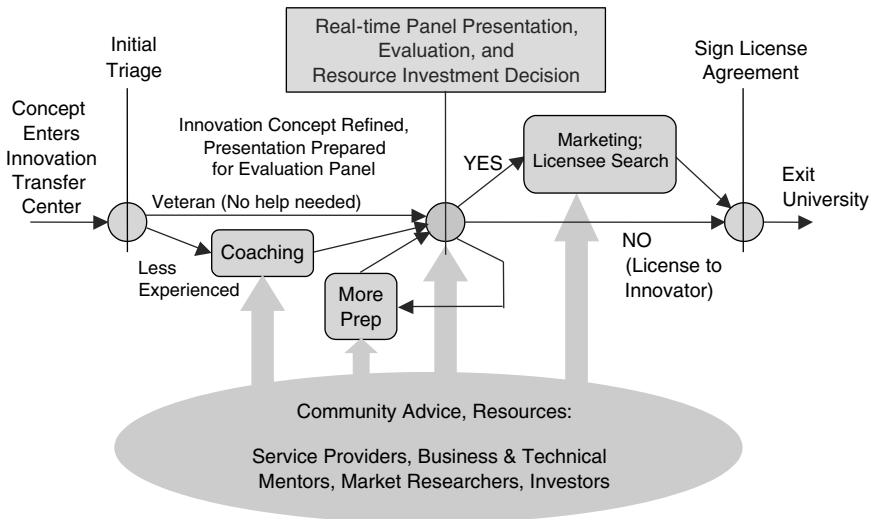 Initial
Triage
Real-time Panel Presentation,
Evaluation, and
Resource Investment Decision
Sign License
Agreement
Concept
Enters
Innovation
Transfer
Center
Innovation Concept Refined,
Presentation Prepared
for Evaluation Panel
Veteran (No help needed)
YES
Marketing;
Licensee Search
Exit
University
Less
Experienced
Coaching
More
Prep
NO
(License to
Innovator)
Community Advice, Resources:
Service Providers, Business & Technical
Mentors, Market Researchers, Investors